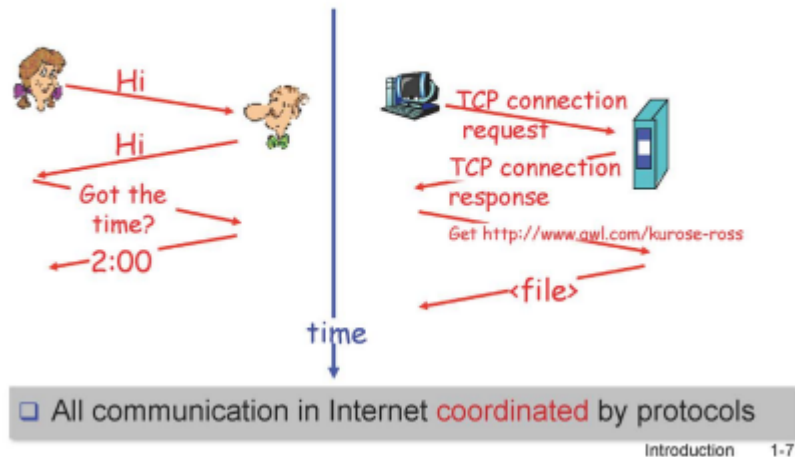 Hi
Hi
Got the
time?
2:00
TCP connection
request
TCP connection
response
Get http://www.awl.com/kurose-ross
<file>
time
All communication in Internet coordinated by protocols
Introduction 1-7